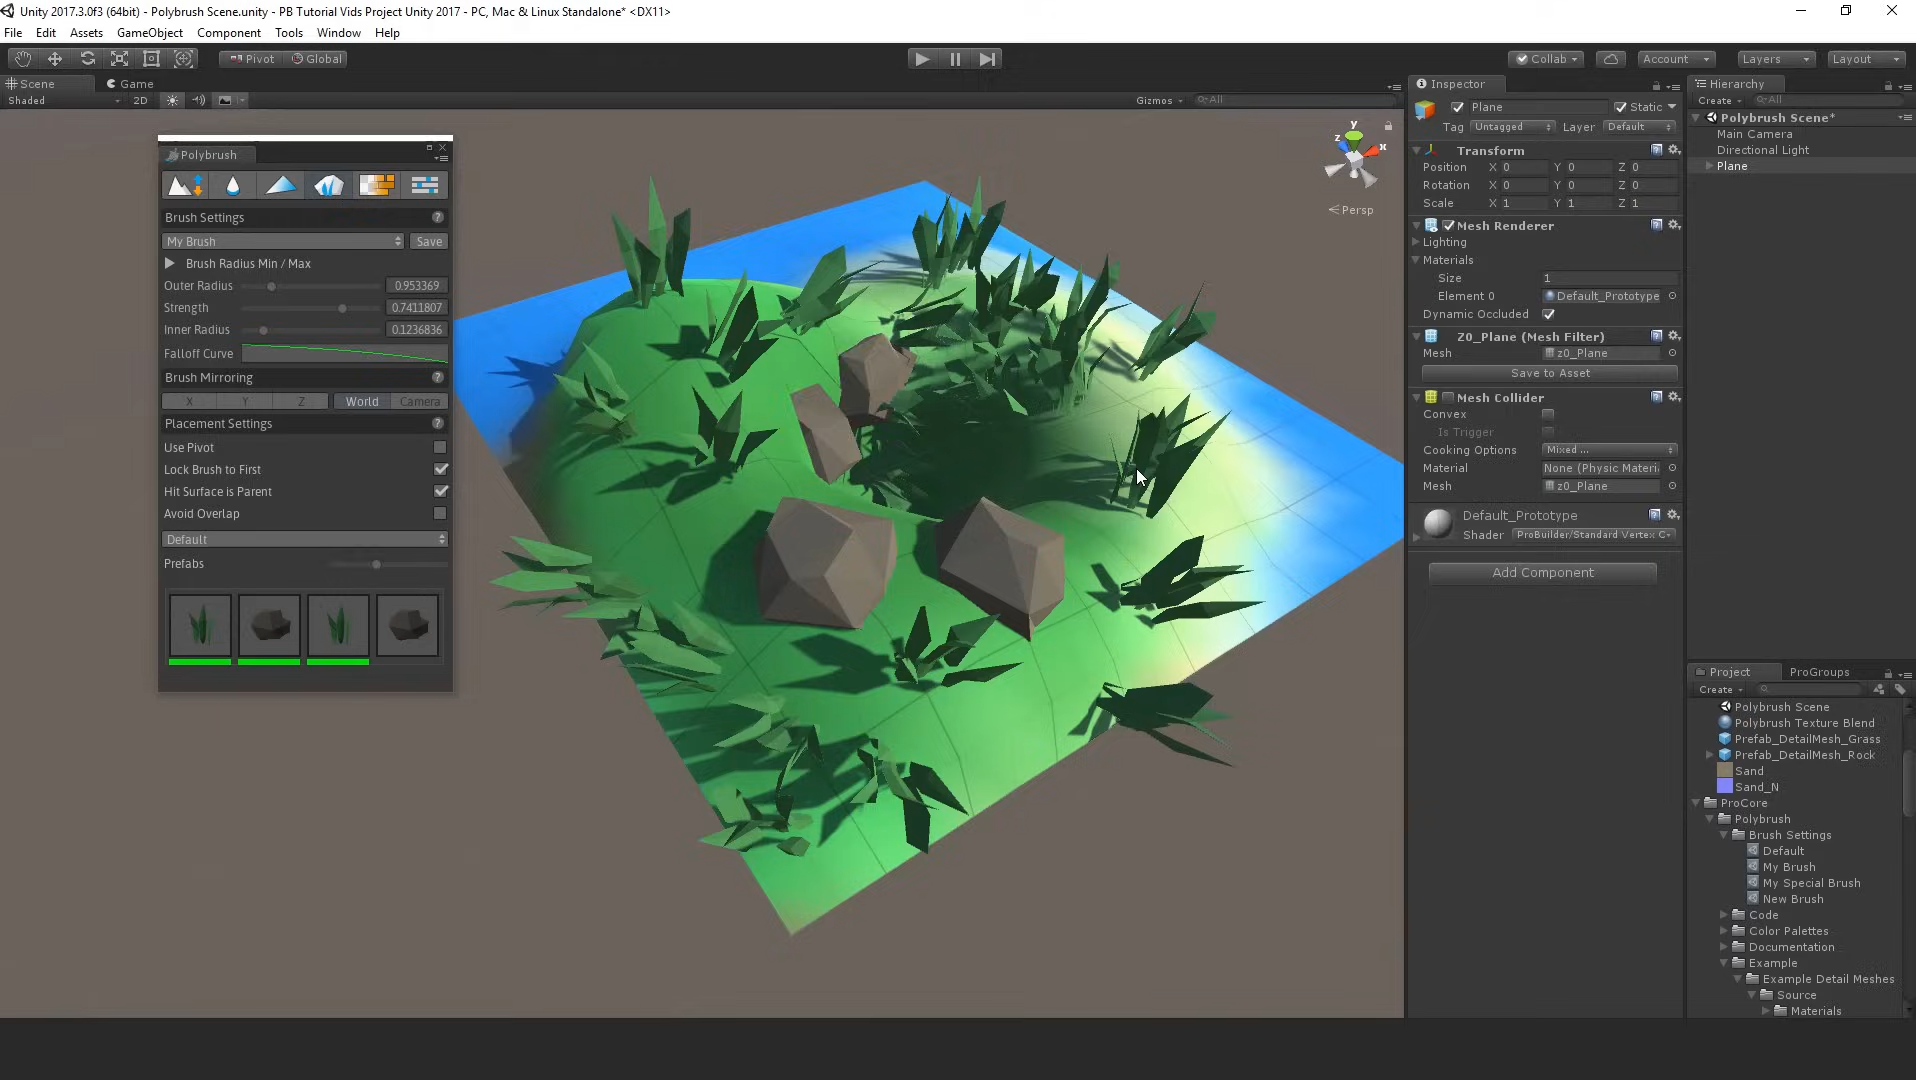 Unity 2017.3.0f3 (64bit) - Polybrush Scene.unity - PB Tutorial Vids Project Unity 2017 - PC, Mac & Linux Standalone* <DX11>
File Edit Assets GameObject Component Tools Window Help
Pivot Global Collab Account Layers Layout
Scene Game
Shaded 2D Gizmos All
Polybrush
Brush Settings ?
My Brush Save
Brush Radius Min / Max
Outer Radius 0.953369
Strength 0.7411807
Inner Radius 0.1236836
Falloff Curve
Brush Mirroring ?
X Y Z World Camera
Placement Settings ?
Use Pivot
Lock Brush to First
Hit Surface is Parent
Avoid Overlap
Default
Prefabs
y
z x
Persp
Inspector
Plane Static
Tag Untagged Layer Default
Transform
Position X 0 Y 0 Z 0
Rotation X 0 Y 0 Z 0
Scale X 1 Y 1 Z 1
Mesh Renderer
Lighting
Materials
Size 1
Element 0 Default_Prototype
Dynamic Occluded
Z0_Plane (Mesh Filter)
Mesh z0_Plane
Save to Asset
Mesh Collider
Convex
Is Trigger
Cooking Options Mixed ...
Material None (Physic Materi
Mesh z0_Plane
Default_Prototype
Shader ProBuilder/Standard Vertex C
Add Component
Hierarchy
Create All
Polybrush Scene*
Main Camera
Directional Light
Plane
Project ProGroups
Create
Polybrush Scene
Polybrush Texture Blend
Prefab_DetailMesh_Grass
Prefab_DetailMesh_Rock
Sand
Sand_N
ProCore
Polybrush
Brush Settings
Default
My Brush
My Special Brush
New Brush
Code
Color Palettes
Documentation
Example
Example Detail Meshes
Source
Materials